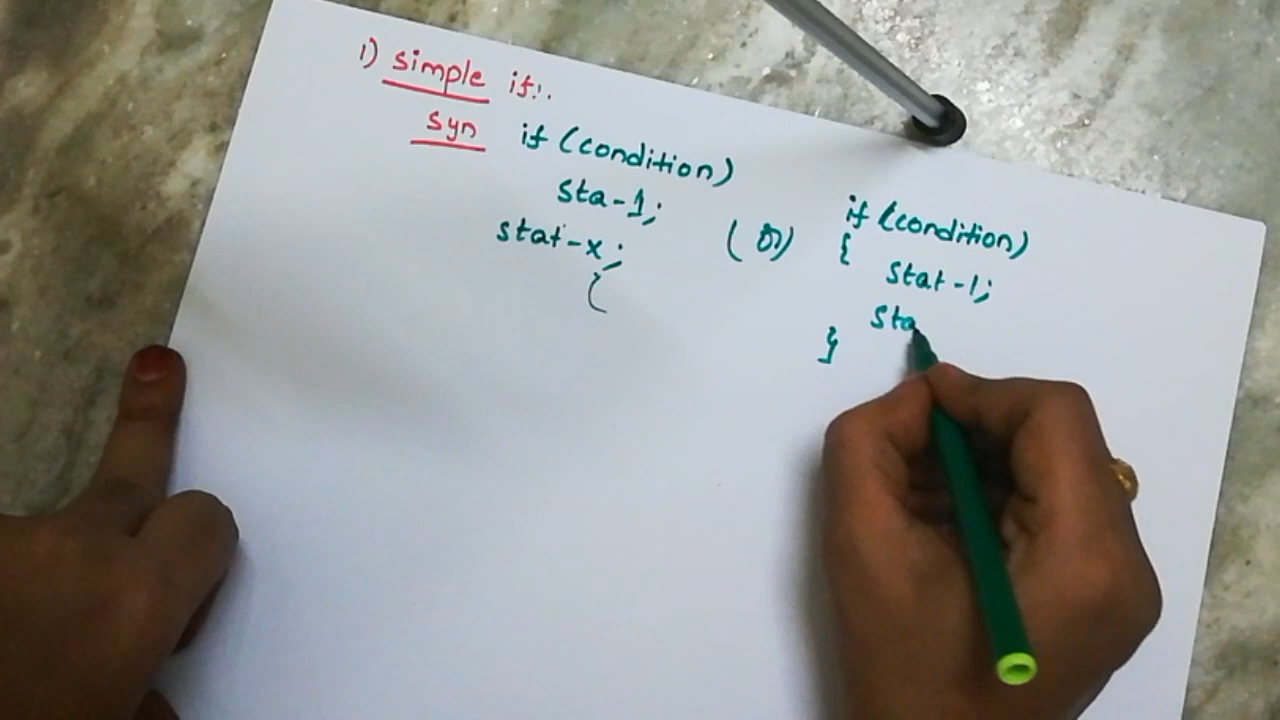 1) simple if:.
syn if (condition)
sta-1;
stat-x;
(
(or)
if (condition)
{
stat-1;
sta
}